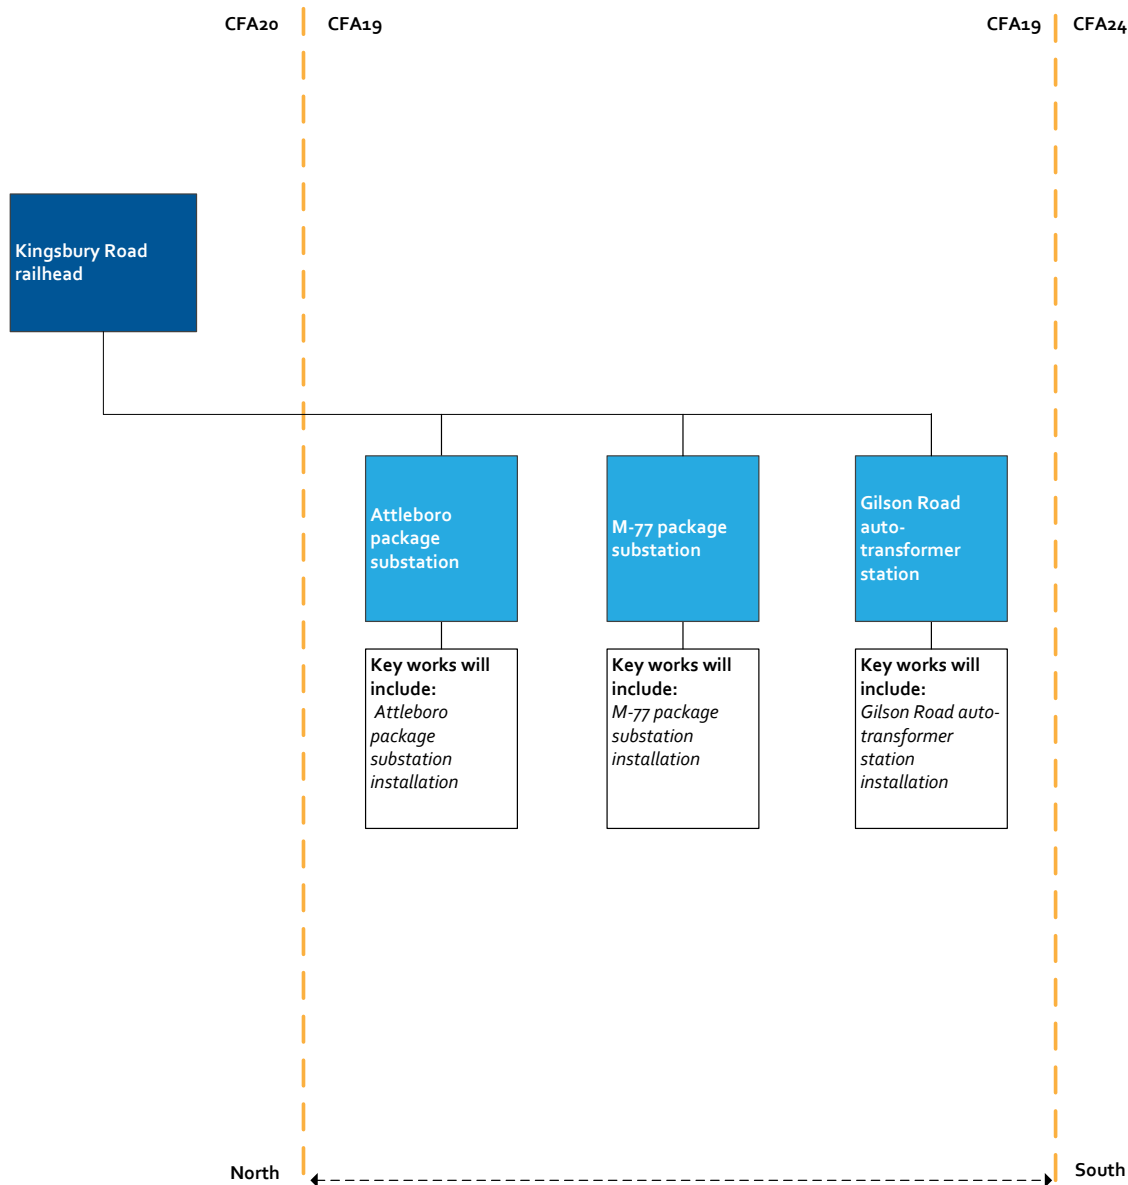 CFA20
CFA19
CFA19
CFA24
Kingsbury Road
railhead
Attleboro
package
substation
M-77 package
substation
Gilson Road
auto-
transformer
station
Key works will
include:
Attleboro
package
substation
installation
Key works will
include:
M-77 package
substation
installation
Key works will
include:
Gilson Road auto-
transformer
station
installation
North
South